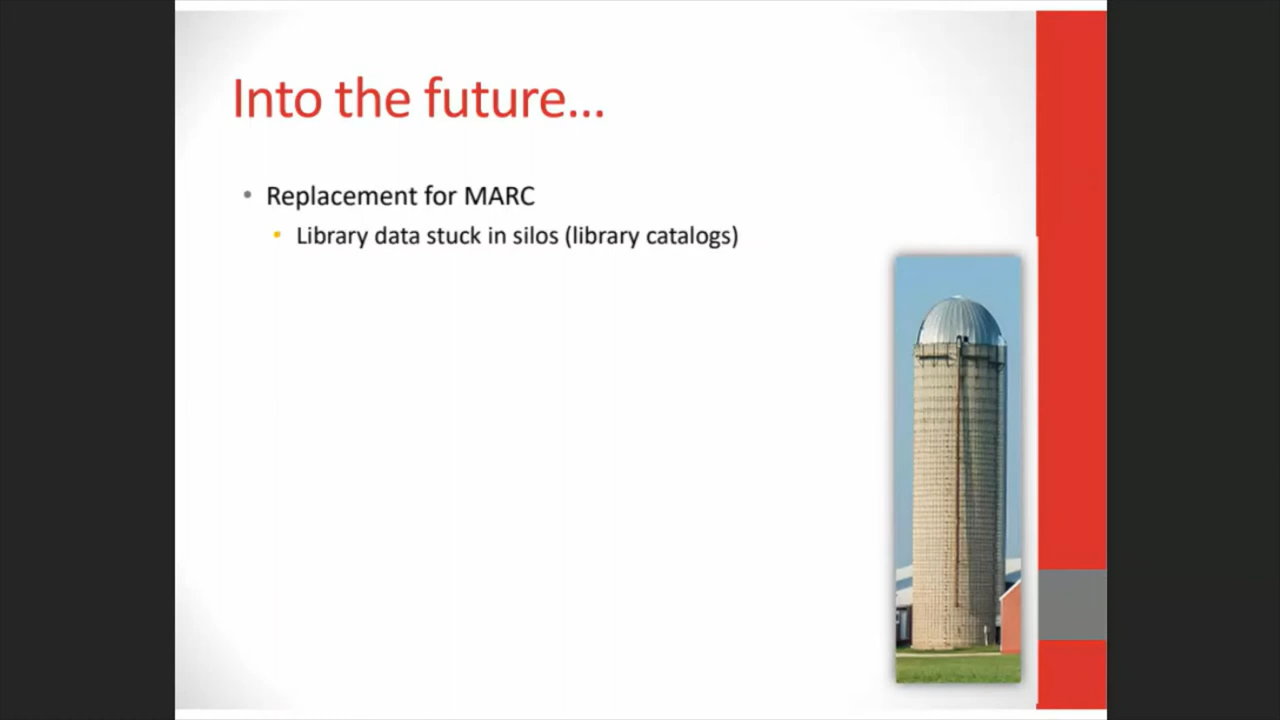 Into the future...
Replacement for MARC
Library data stuck in silos (library catalogs)